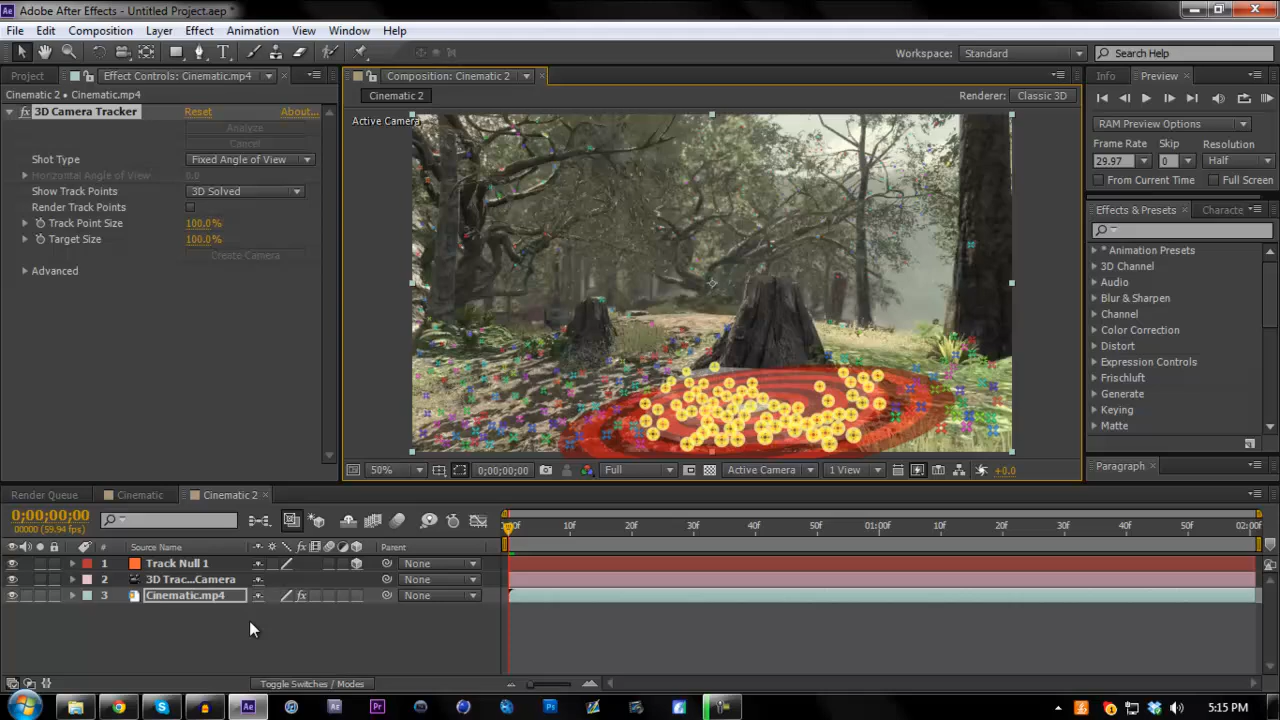 Adobe After Effects - Untitled Project.aep *
File Edit Composition Layer Effect Animation View Window Help
Workspace: Standard Search Help
Project Effect Controls: Cinematic.mp4 Composition: Cinematic 2 Info Preview
Cinematic 2 • Cinematic.mp4 Cinematic 2 Renderer: Classic 3D
fx 3D Camera Tracker Reset About...
Active Camera
RAM Preview Options
Analyze
Cancel
Frame Rate Skip Resolution
Shot Type Fixed Angle of View
29.97 0 Half
Horizontal Angle of View 0.0
From Current Time Full Screen
Show Track Points 3D Solved
Render Track Points
Effects & Presets Characte
Track Point Size 100.0%
Target Size 100.0%
Create Camera
Advanced
* Animation Presets
3D Channel
Audio
Blur & Sharpen
Channel
Color Correction
Distort
Expression Controls
Frischluft
Generate
Keying
Matte
50% 0;00;00;00 Full Active Camera 1 View +0.0
Paragraph
Render Queue Cinematic Cinematic 2
0;00;00;00
00000 (59.94 fps)
10f 20f 30f 40f 50f 01:00f 10f 20f 30f 40f 50f 02:00f
# Source Name fx Parent
1 Track Null 1 None
2 3D Trac...Camera None
3 Cinematic.mp4 fx None
Toggle Switches / Modes
Ae Ae Pr 5:15 PM